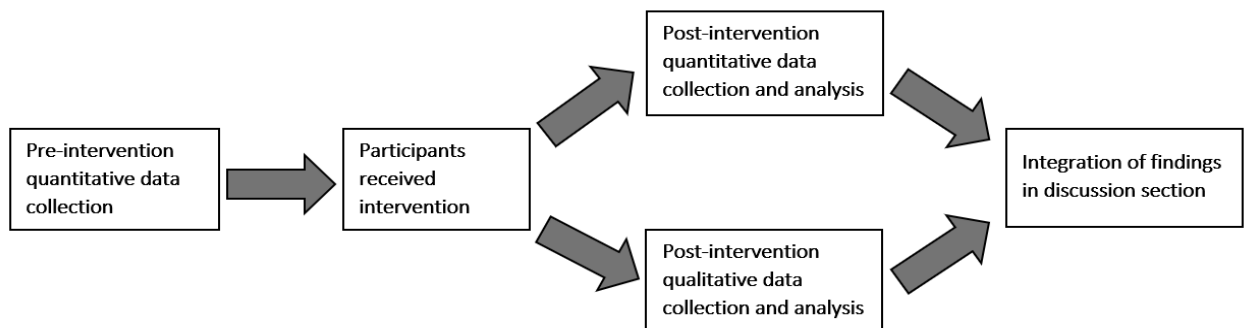 Pre-intervention
quantitative data
collection
Participants
received
intervention
Post-intervention
quantitative data
collection and analysis
Post-intervention
qualitative data
collection and analysis
Integration of findings
in discussion section